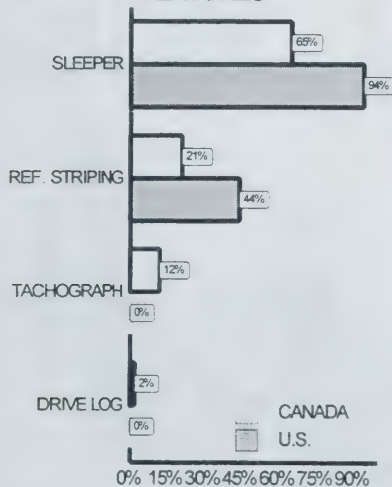 65%
SLEEPER
94%
21%
REF. STRIPING
44%
12%
TACHOGRAPH
0%
2%
DRIVE LOG
0%
CANADA
U.S.
0% 15% 30% 45% 60% 75% 90%